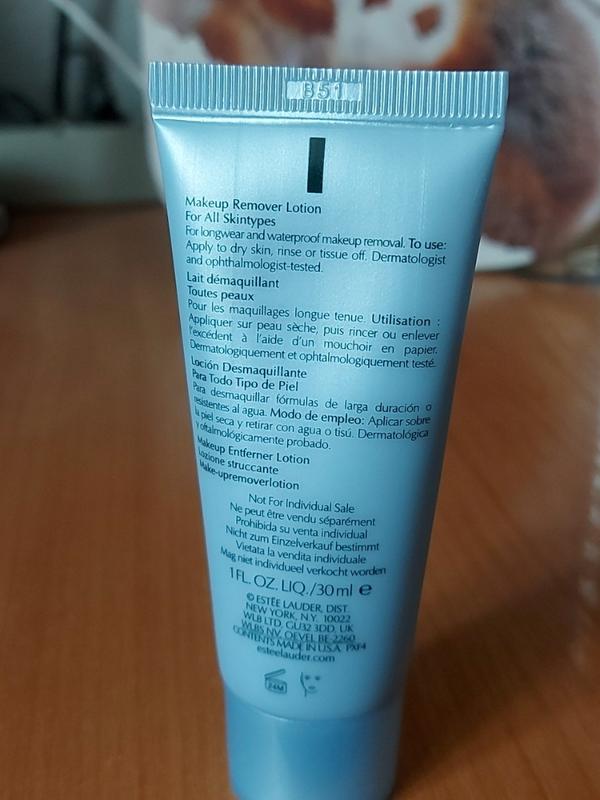 B51
Makeup Remover Lotion
For All Skintypes
For longwear and waterproof makeup removal. To use:
Apply to dry skin, rinse or tissue off. Dermatologist
and ophthalmologist-tested.
Lait démaquillant
Toutes peaux
Pour les maquillages longue tenue. Utilisation :
Appliquer sur peau sèche, puis rincer ou enlever
l'excédent à l'aide d'un mouchoir en papier.
Dermatologiquement et ophtalmologiquement testé.
Loción Desmaquillante
Para Todo Tipo de Piel
Para desmaquillar fórmulas de larga duración o
resistentes al agua. Modo de empleo: Aplicar sobre
la piel seca y retirar con agua o tisú. Dermatológica
y oftalmológicamente probado.
Makeup Entferner Lotion
Lozione struccante
Make-upremoverlotion
Not For Individual Sale
Ne peut être vendu séparément
Prohibida su venta individual
Nicht zum Einzelverkauf bestimmt
Vietata la vendita individuale
Mag niet individueel verkocht worden
1 FL. OZ. LIQ./30 ml e
© ESTĒE LAUDER, DIST.
NEW YORK, N.Y. 10022
WLB LTD. GU32 3DD, UK
WLBS NV, OEVEL BE-2260
CONTENTS MADE IN U.S.A. PXF4
esteelauder.com
24M